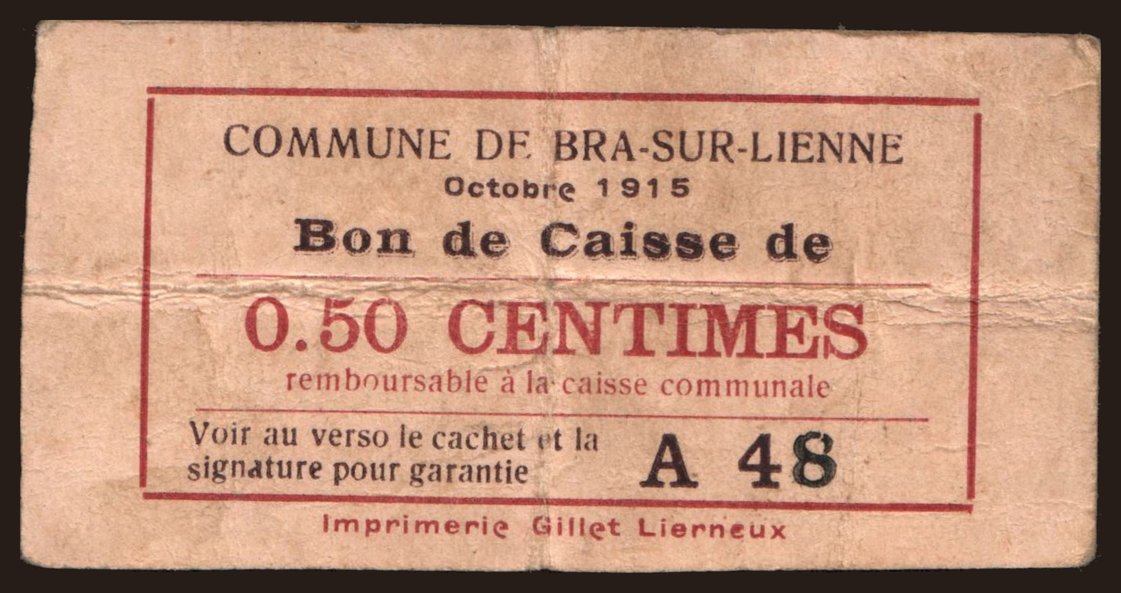 COMMUNE DE BRA-SUR-LIENNE
Octobre 1915
Bon de Caisse de
0.50 CENTIMES
remboursable à la caisse communale
Voir au verso le cachet et la
signature pour garantie
A 48
Imprimerie Gillet Lierneux